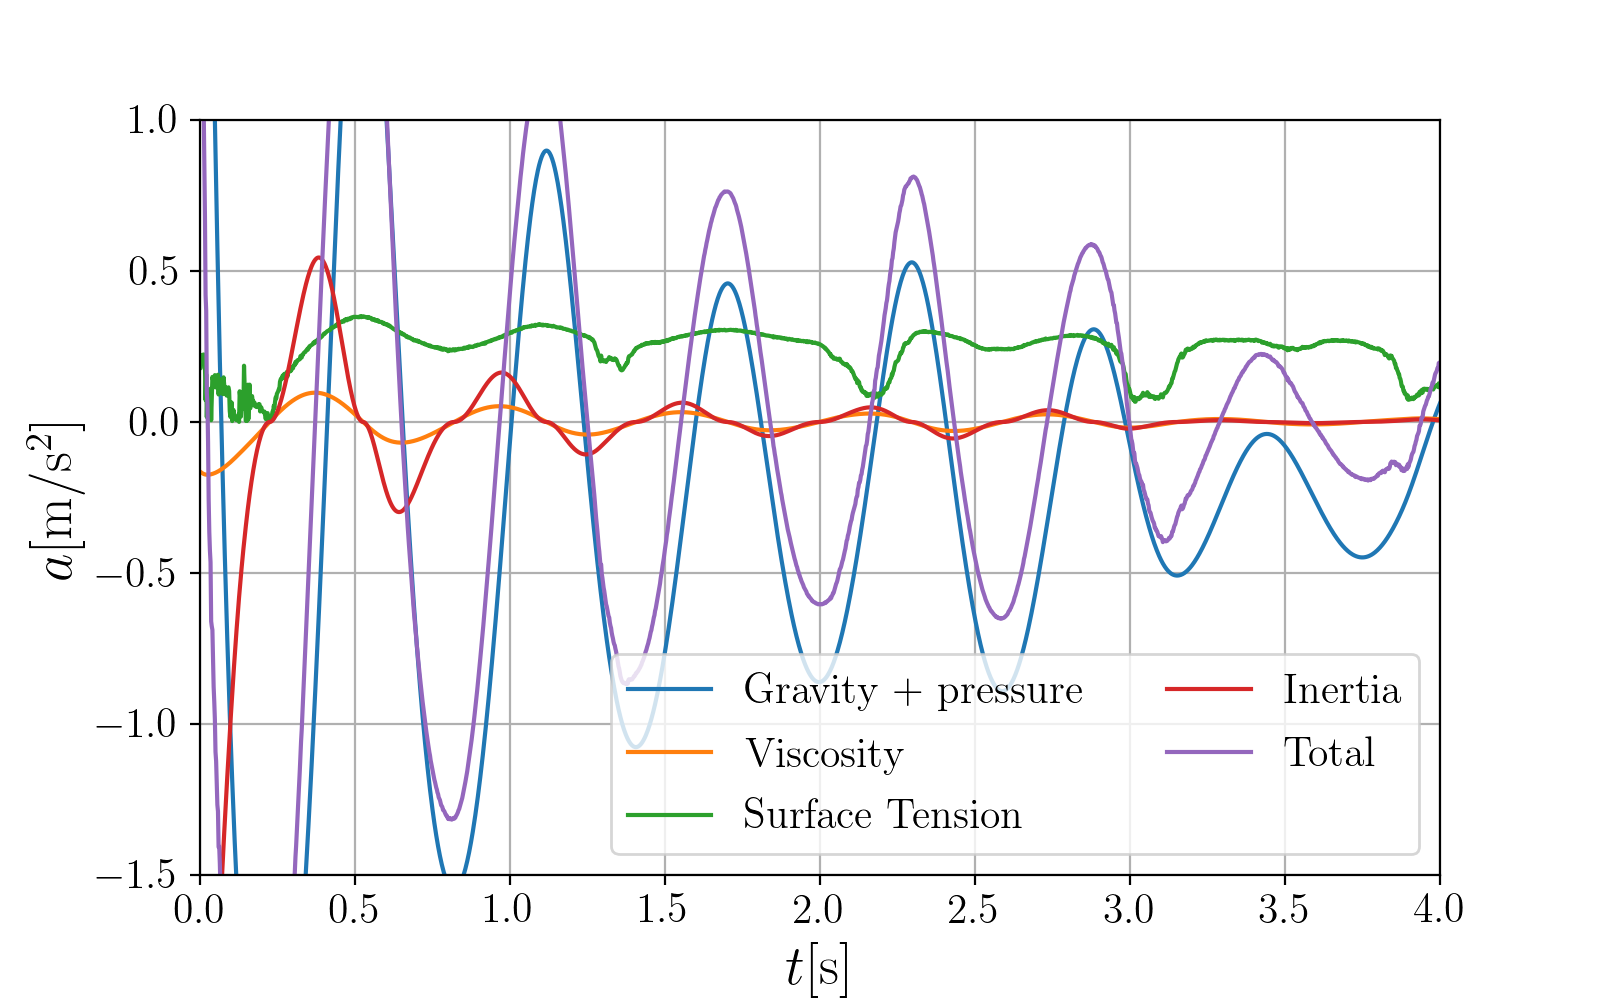 1.0
0.5
0.0
−0.5
−1.0
−1.5
a[m/s²]
0.0 0.5 1.0 1.5 2.0 2.5 3.0 3.5 4.0
t[s]
Gravity + pressure
Viscosity
Surface Tension
Inertia
Total